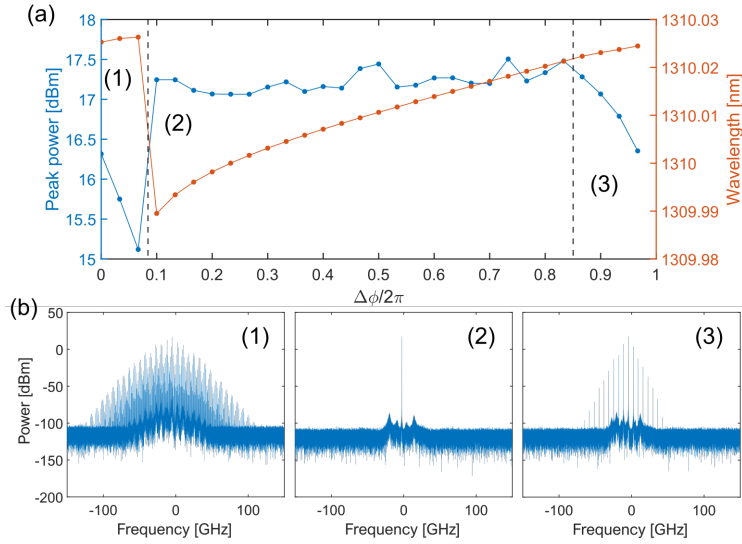 (a)
18
17.5
17
16.5
16
15.5
15
Peak power [dBm]
(1)
(2)
(3)
1310.03
1310.02
1310.01
1310
1309.99
1309.98
Wavelength [nm]
0 0.1 0.2 0.3 0.4 0.5 0.6 0.7 0.8 0.9 1
Δϕ/2π
(b)
50
0
-50
-100
-150
-200
Power [dBm]
(1) (2) (3)
-100 0 100 -100 0 100 -100 0 100
Frequency [GHz] Frequency [GHz] Frequency [GHz]